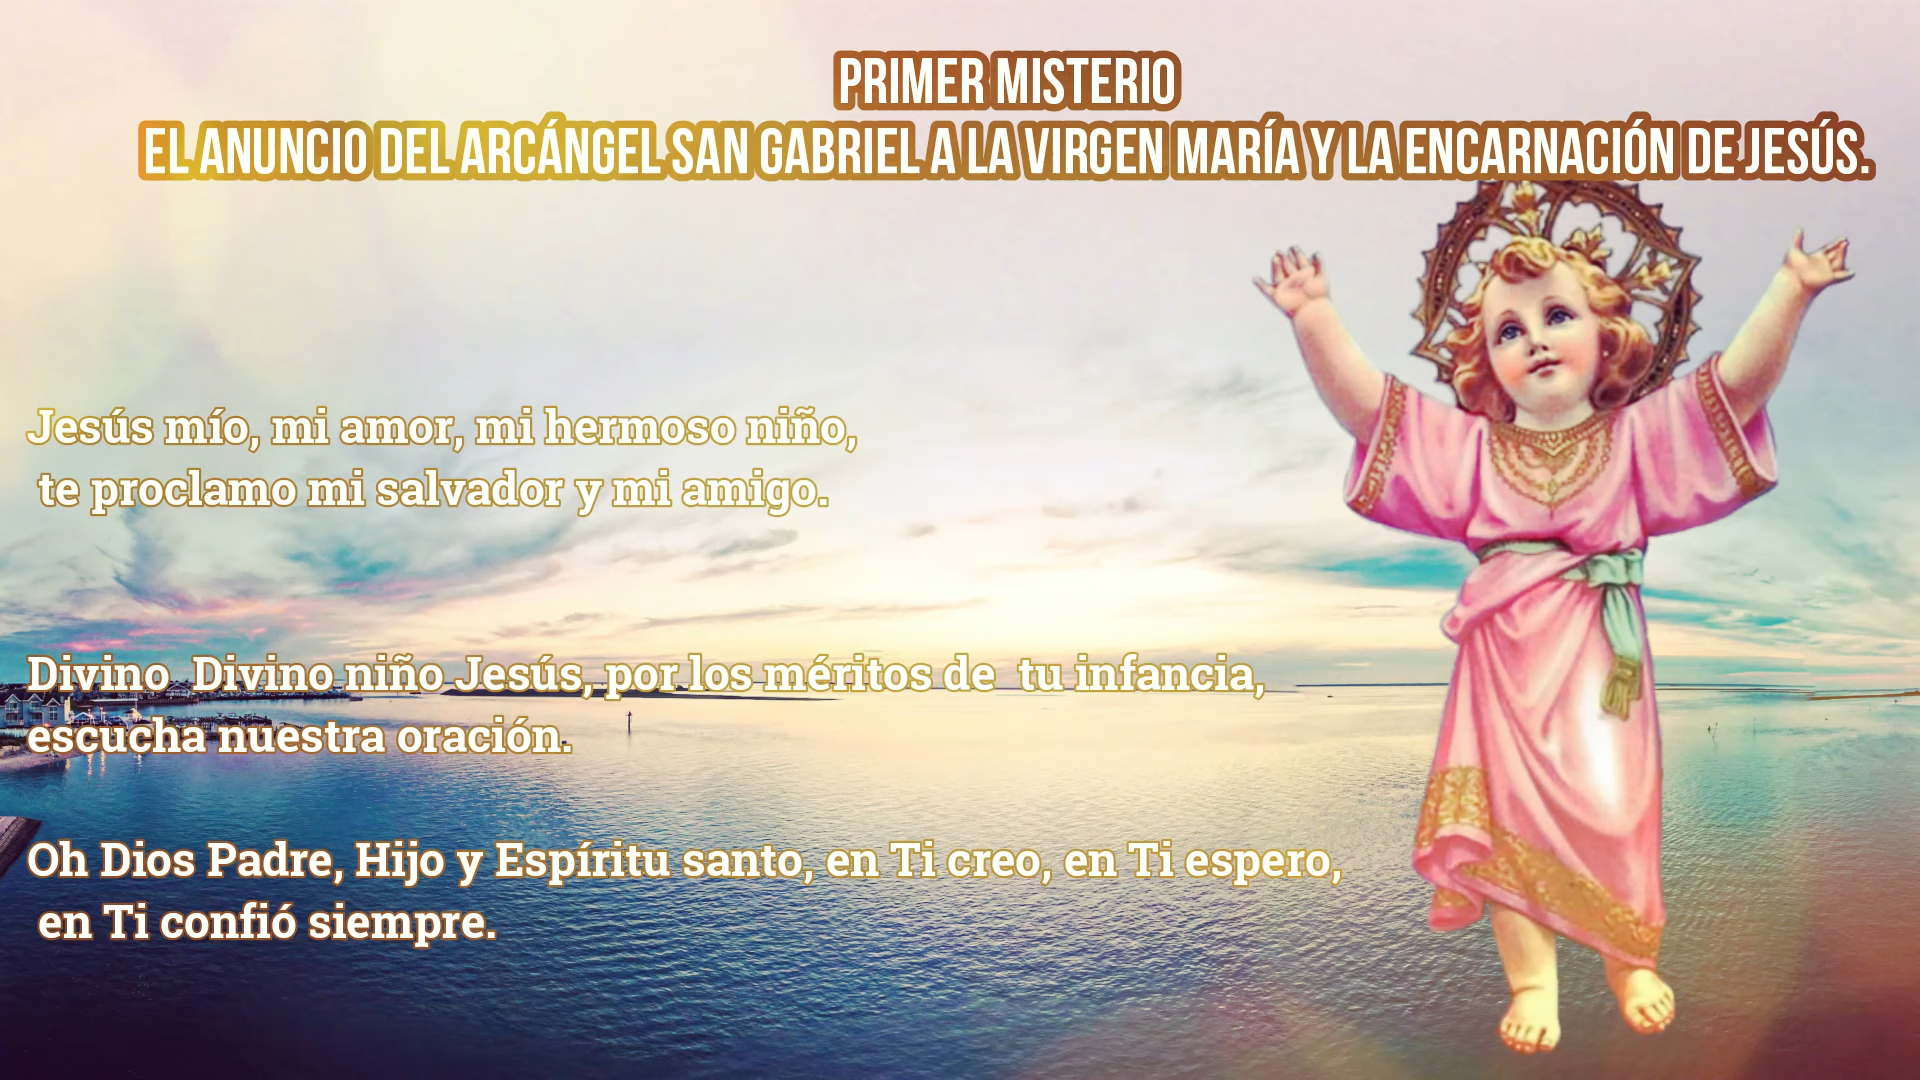 PRIMER MISTERIO
EL ANUNCIO DEL ARCÁNGEL SAN GABRIEL A LA VIRGEN MARÍA Y LA ENCARNACIÓN DE JESÚS.
Jesús mío, mi amor, mi hermoso niño,
te proclamo mi salvador y mi amigo.
Divino Divino niño Jesús, por los méritos de tu infancia,
escucha nuestra oración.
Oh Dios Padre, Hijo y Espíritu santo, en Ti creo, en Ti espero,
en Ti confió siempre.